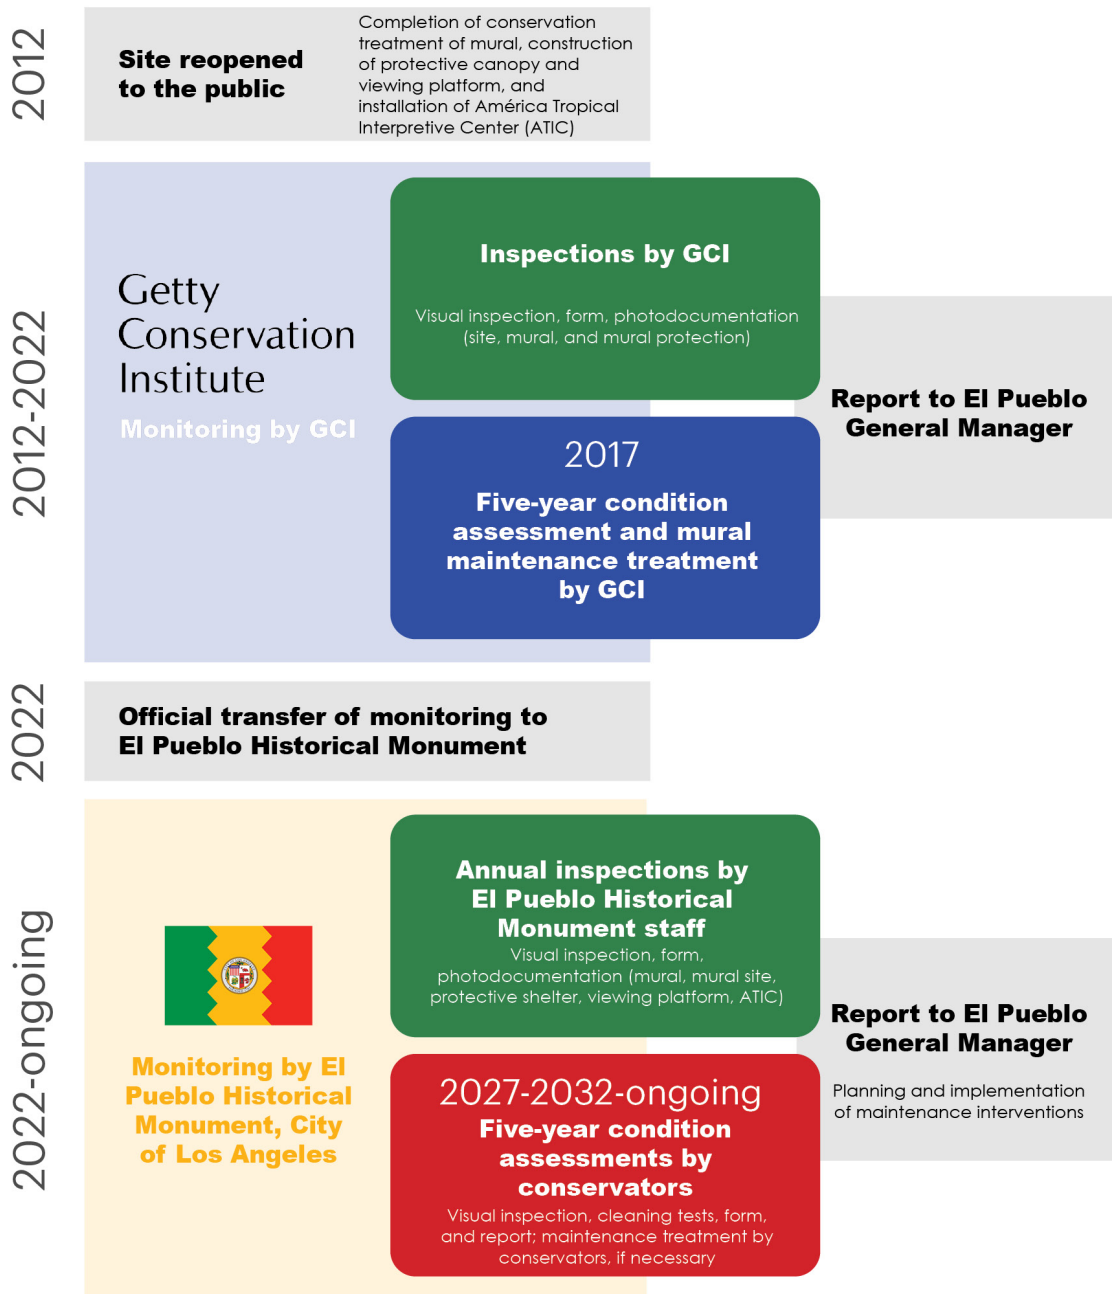 2012
Site reopened
to the public
Completion of conservation
treatment of mural, construction
of protective canopy and
viewing platform, and
installation of América Tropical
Interpretive Center (ATIC)
2012-2022
Getty
Conservation
Institute
Monitoring by GCI
Inspections by GCI
Visual inspection, form, photodocumentation
(site, mural, and mural protection)
2017
Five-year condition
assessment and mural
maintenance treatment
by GCI
Report to El Pueblo
General Manager
2022
Official transfer of monitoring to
El Pueblo Historical Monument
2022-ongoing
Monitoring by El
Pueblo Historical
Monument, City
of Los Angeles
Annual inspections by
El Pueblo Historical
Monument staff
Visual inspection, form,
photodocumentation (mural, mural site,
protective shelter, viewing platform, ATIC)
2027-2032-ongoing
Five-year condition
assessments by
conservators
Visual inspection, cleaning tests, form,
and report; maintenance treatment by
conservators, if necessary
Report to El Pueblo
General Manager
Planning and implementation
of maintenance interventions